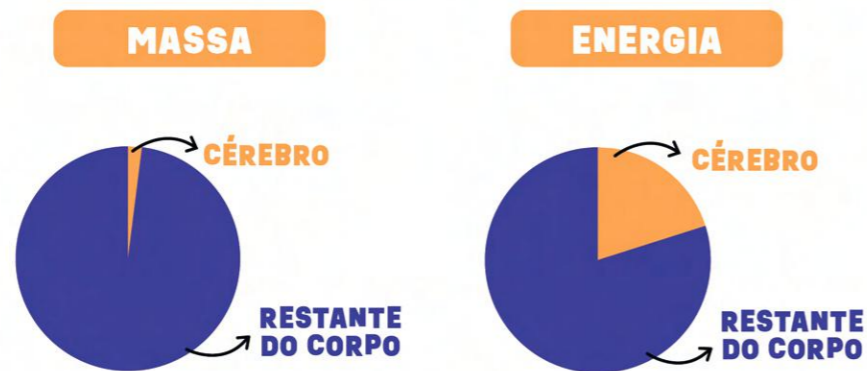 MASSA
CÉREBRO
RESTANTE
DO CORPO
ENERGIA
CÉREBRO
RESTANTE
DO CORPO